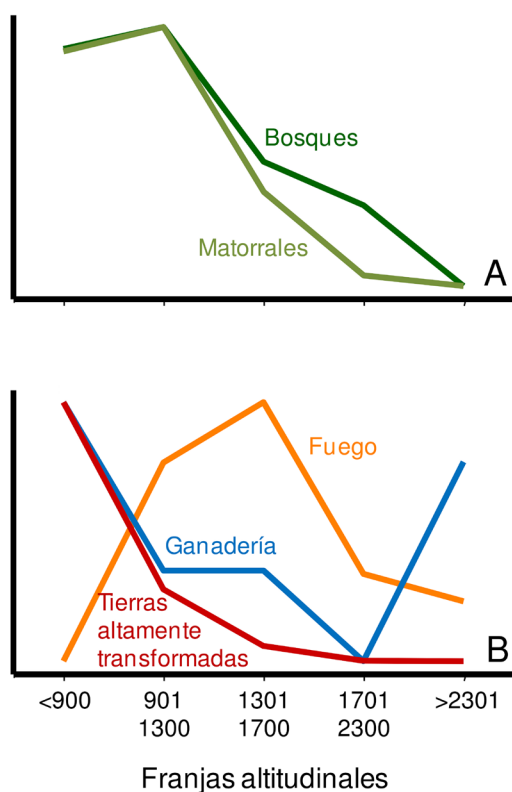 Bosques
Matorrales
A
Fuego
Ganadería
Tierras
altamente
transformadas
B
<900 901 1301 1701 >2301
1300 1700 2300
Franjas altitudinales